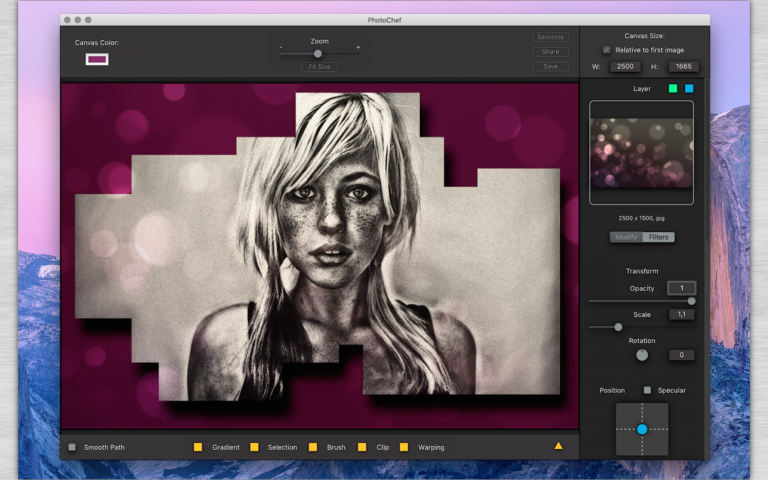 PhotoChef
Canvas Color:
Zoom
- +
Fit Size
Sessions
Share
Save
Canvas Size:
Relative to first image
W: 2500 H: 1665
Layer
2500 x 1500, jpg
Modify Filters
Transform
Opacity 1
Scale 1,1
Rotation
0
Position Specular
Smooth Path Gradient Selection Brush Clip Warping